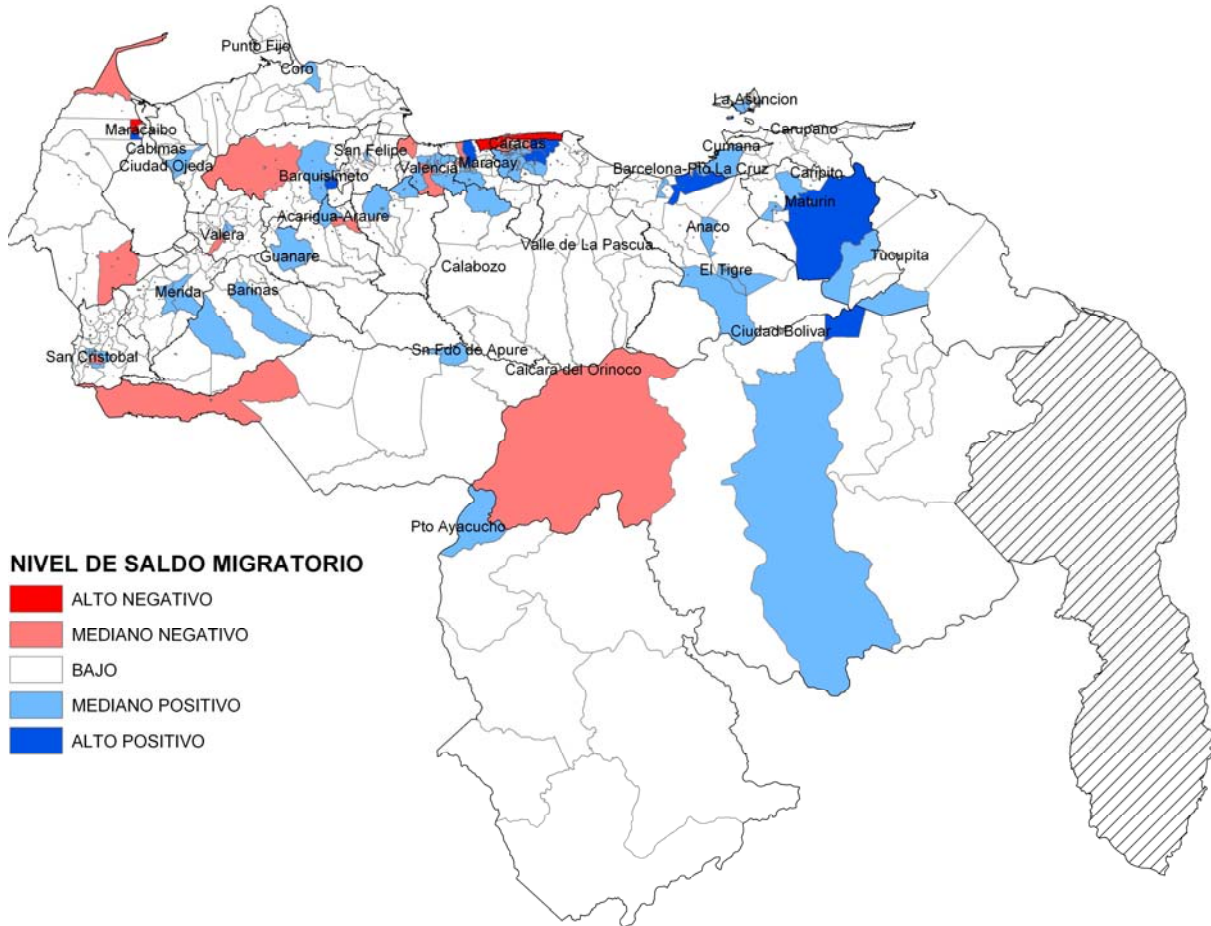 Punto Fijo
Coro
La Asuncion
Maracaibo
Carupano
Cabimas
San Felipe
Caracas
Cumana
Ciudad Ojeda
Valencia
Maracay
Barcelona-Pto La Cruz
Caripito
Barquisimeto
Maturin
Acarigua-Araure
Anaco
Valera
Valle de La Pascua
Guanare
Tucupita
Calabozo
El Tigre
Merida
Barinas
Ciudad Bolivar
San Cristobal
Sn Fdo de Apure
Caicara del Orinoco
Pto Ayacucho
NIVEL DE SALDO MIGRATORIO
ALTO NEGATIVO
MEDIANO NEGATIVO
BAJO
MEDIANO POSITIVO
ALTO POSITIVO